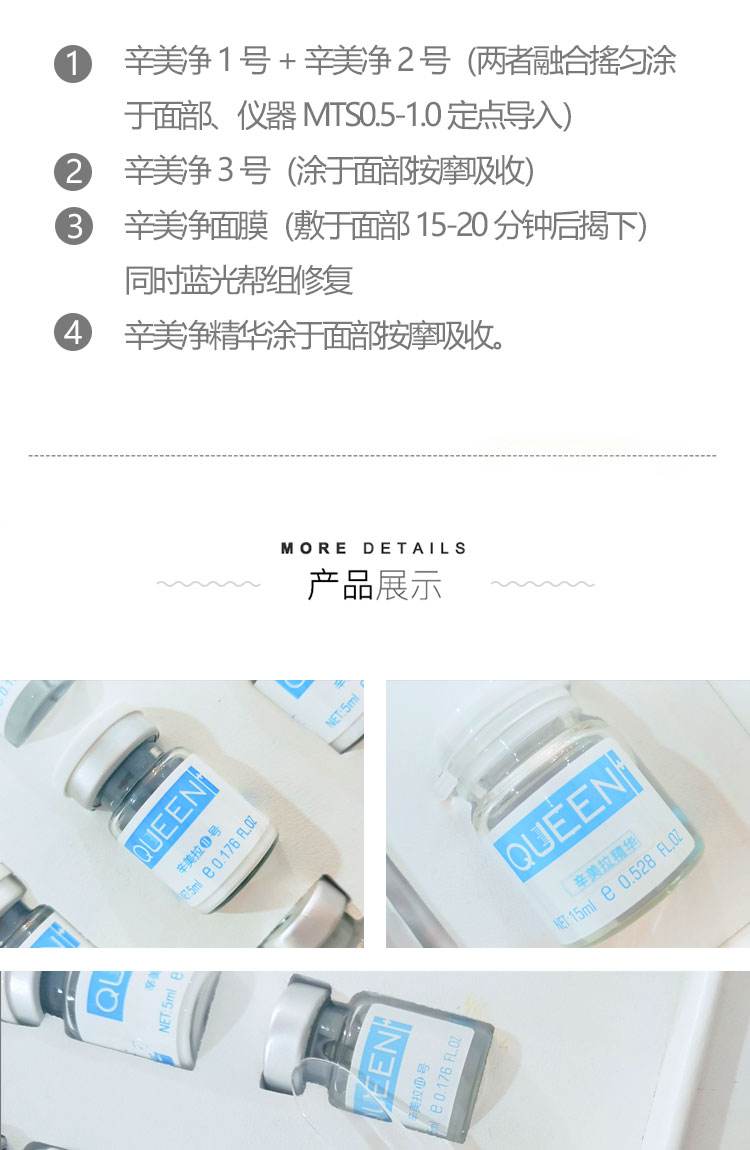 1 辛美净 1 号 + 辛美净 2 号（两者融合摇匀涂
于面部、仪器 MTS0.5-1.0 定点导入）
2 辛美净 3 号（涂于面部按摩吸收）
3 辛美净面膜（敷于面部 15-20 分钟后揭下）
同时蓝光帮组修复
4 辛美净精华涂于面部按摩吸收。
MORE DETAILS
产品展示
NET:5ml
QUEEN
辛美拉 号
NET:5ml e 0.176 FL.OZ
QUEEN
辛美拉精华
NET:15ml e 0.528 FL.OZ
QU
NET:5ml e
QUEEN
辛美拉 号
5ml e 0.176 FL.OZ